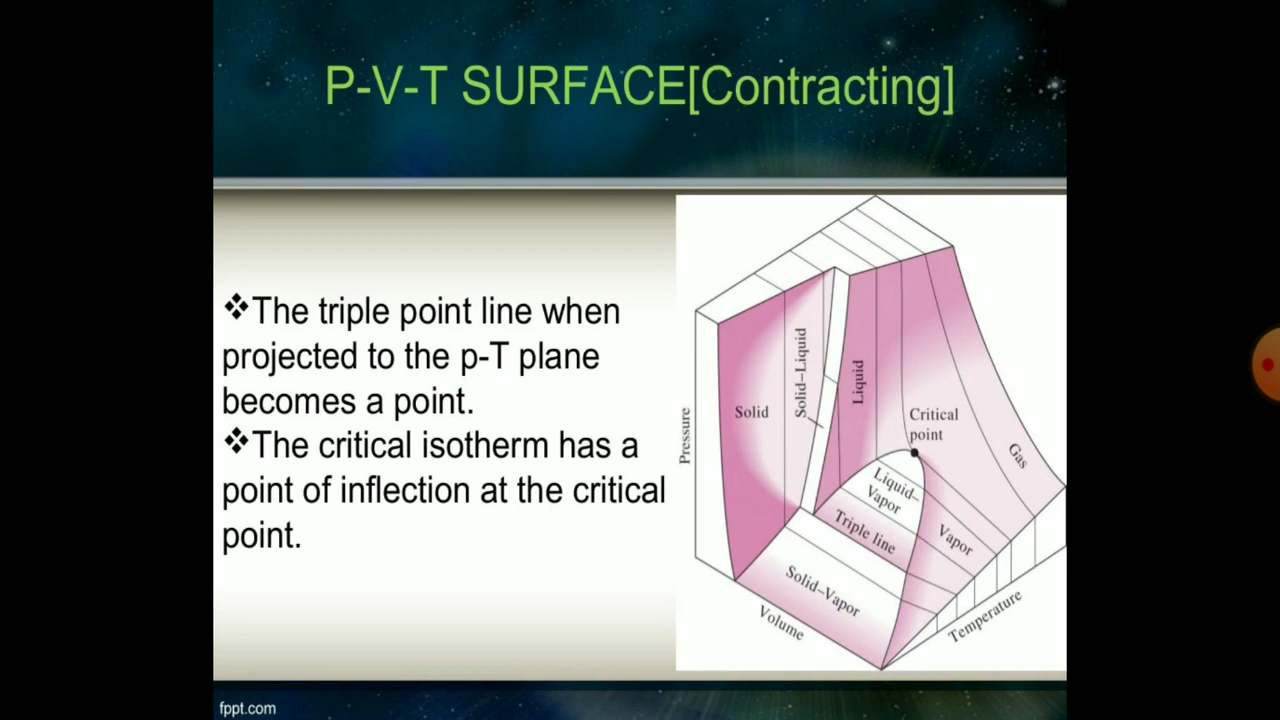 P-V-T SURFACE[Contracting]
❖The triple point line when
projected to the p-T plane
becomes a point.
❖The critical isotherm has a
point of inflection at the critical
point.
Pressure
Solid
Solid–Liquid
Liquid
Critical
point
Gas
Liquid–
Vapor
Triple line
Vapor
Solid–Vapor
Volume
Temperature
fppt.com